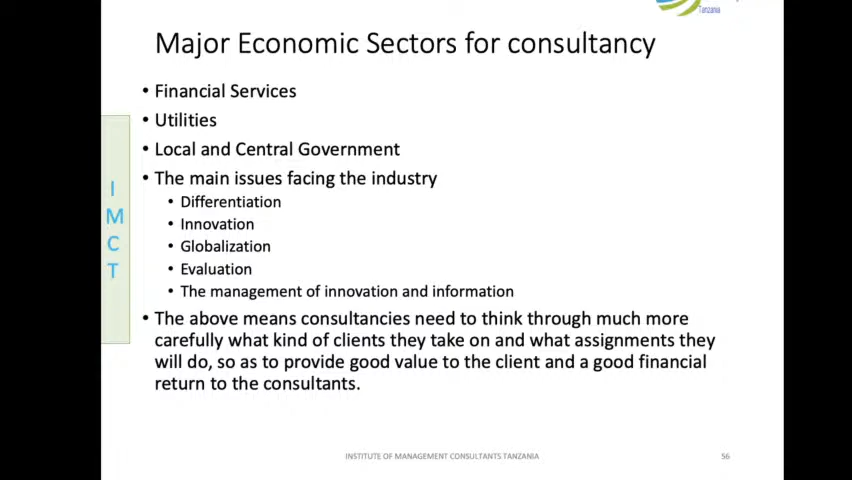 Tanzania
Major Economic Sectors for consultancy
• Financial Services
• Utilities
• Local and Central Government
• The main issues facing the industry
• Differentiation
• Innovation
• Globalization
• Evaluation
• The management of innovation and information
• The above means consultancies need to think through much more
carefully what kind of clients they take on and what assignments they
will do, so as to provide good value to the client and a good financial
return to the consultants.
I
M
C
T
INSTITUTE OF MANAGEMENT CONSULTANTS TANZANIA
56